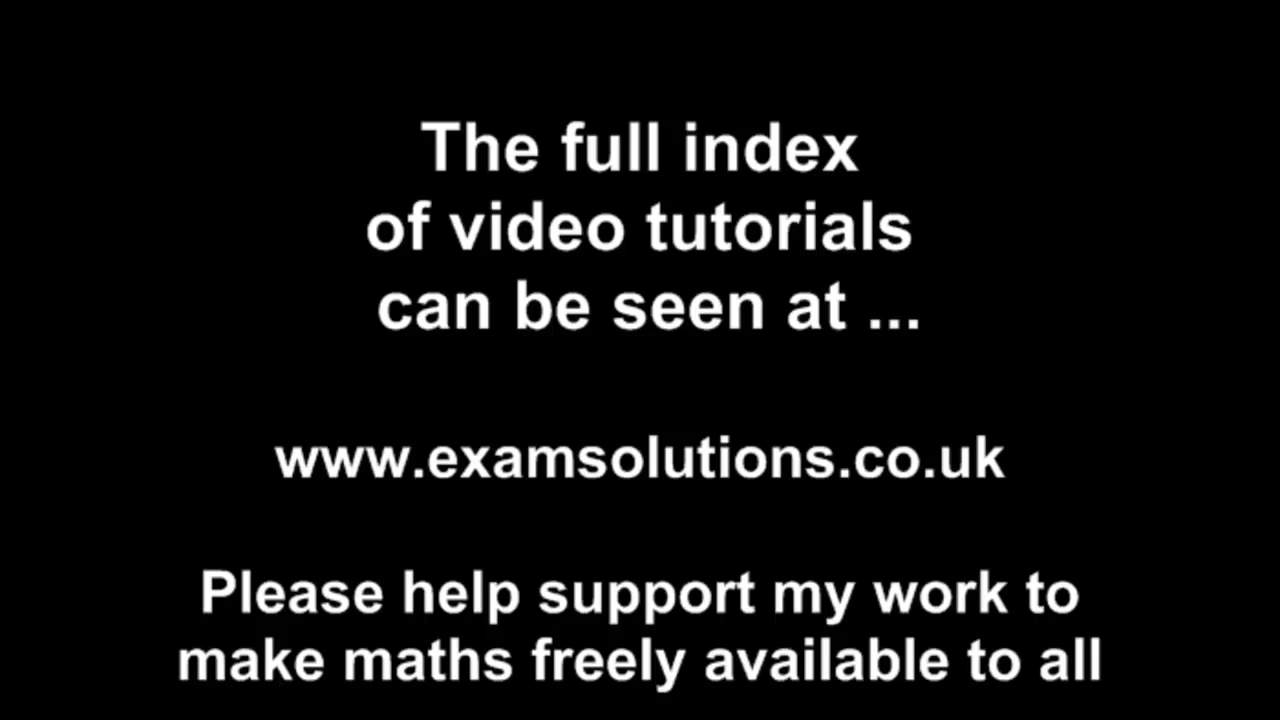 The full index
of video tutorials
can be seen at ...
www.examsolutions.co.uk
Please help support my work to
make maths freely available to all